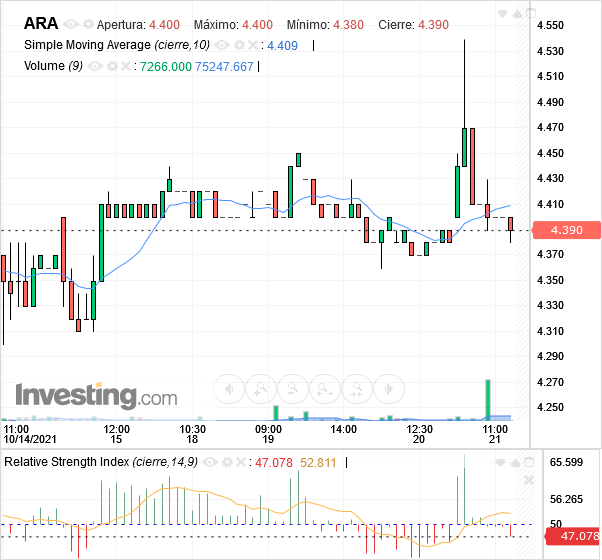 ARA Apertura: 4.400 Máximo: 4.400 Mínimo: 4.380 Cierre: 4.390
Simple Moving Average (cierre,10) : 4.409
Volume (9) : 7266.000 75247.667
4.550
4.530
4.510
4.490
4.470
4.450
4.430
4.410
4.390
4.370
4.350
4.330
4.310
4.290
4.270
4.250
Investing.com
11:00 12:00 10:30 09:00 14:00 12:30 11:00
10/14/2021 15 18 19 20 21
Relative Strength Index (cierre,14,9) : 47.078 52.811
65.599
56.265
50
47.078